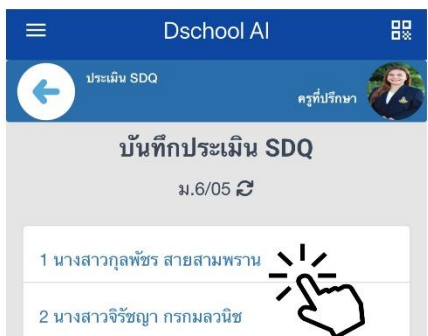 Dschool AI
ประเมิน SDQ
ครูที่ปรึกษา
บันทึกประเมิน SDQ
ม.6/05
1 นางสาวกุลพัชร สายสามพราน
2 นางสาวจิรัชญา กรกมลวนิช